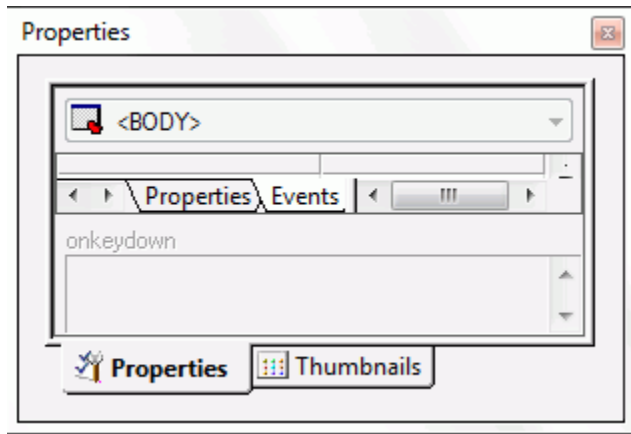 Properties
<BODY>
Properties Events
onkeydown
Properties Thumbnails